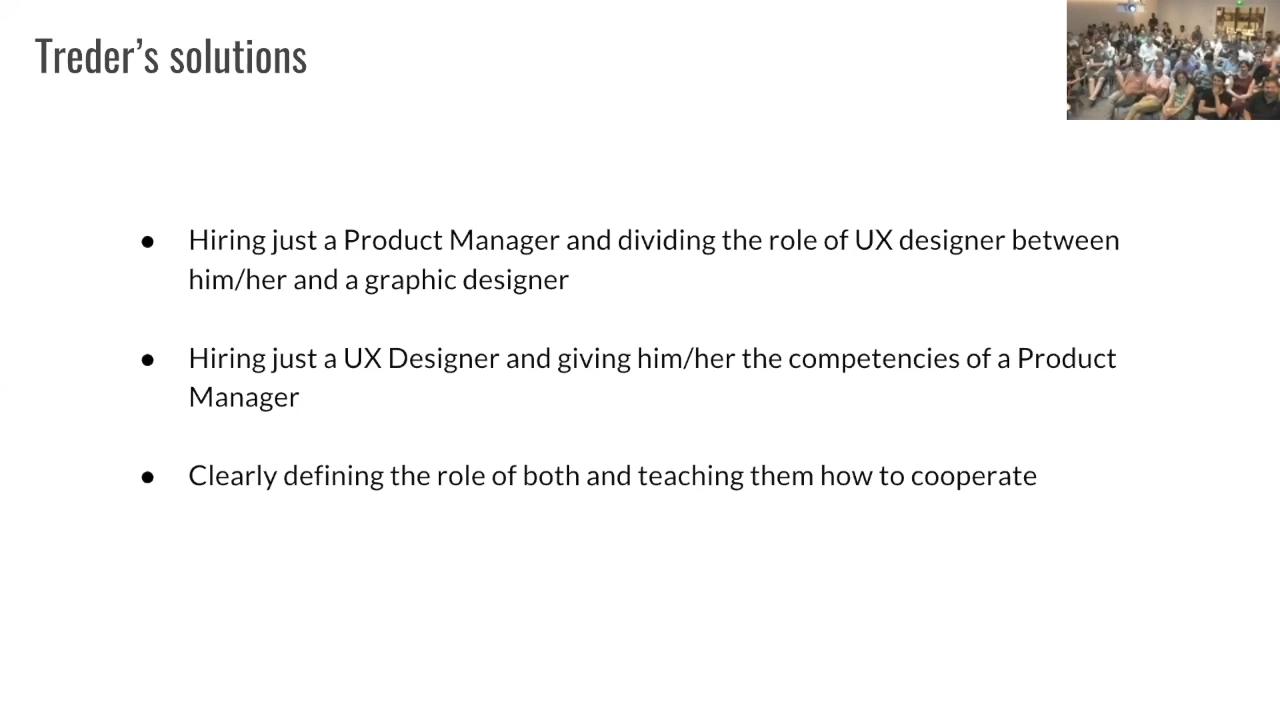 Treder’s solutions
● Hiring just a Product Manager and dividing the role of UX designer between
him/her and a graphic designer
● Hiring just a UX Designer and giving him/her the competencies of a Product
Manager
● Clearly defining the role of both and teaching them how to cooperate